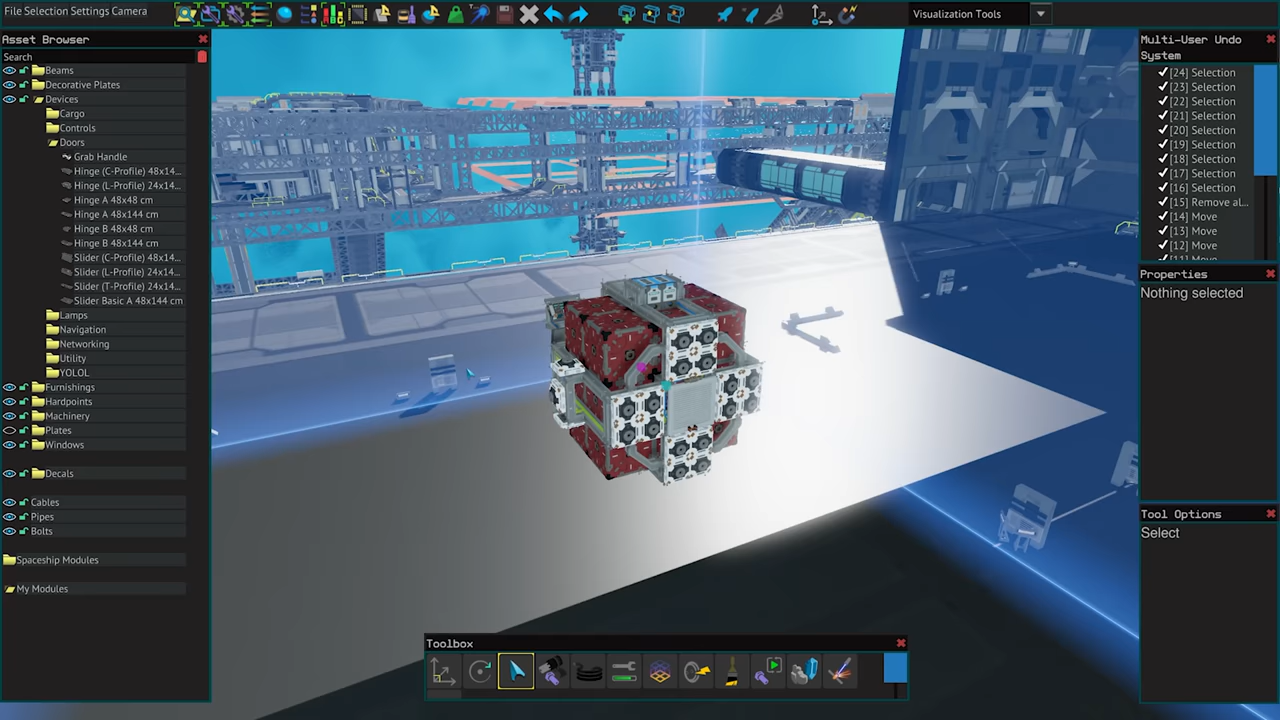 File Selection Settings Camera
Visualization Tools
Asset Browser
Search
Beams
Decorative Plates
Devices
Cargo
Controls
Doors
Grab Handle
Hinge (C-Profile) 48x14...
Hinge (L-Profile) 24x14...
Hinge A 48x48 cm
Hinge A 48x144 cm
Hinge B 48x48 cm
Hinge B 48x144 cm
Slider (C-Profile) 48x14...
Slider (L-Profile) 24x14...
Slider (T-Profile) 24x14...
Slider Basic A 48x144 cm
Lamps
Navigation
Networking
Utility
YOLOL
Furnishings
Hardpoints
Machinery
Plates
Windows
Decals
Cables
Pipes
Bolts
Spaceship Modules
My Modules
Multi-User Undo
System
[24] Selection
[23] Selection
[22] Selection
[21] Selection
[20] Selection
[19] Selection
[18] Selection
[17] Selection
[16] Selection
[15] Remove al...
[14] Move
[13] Move
[12] Move
Properties
Nothing selected
Tool Options
Select
Toolbox